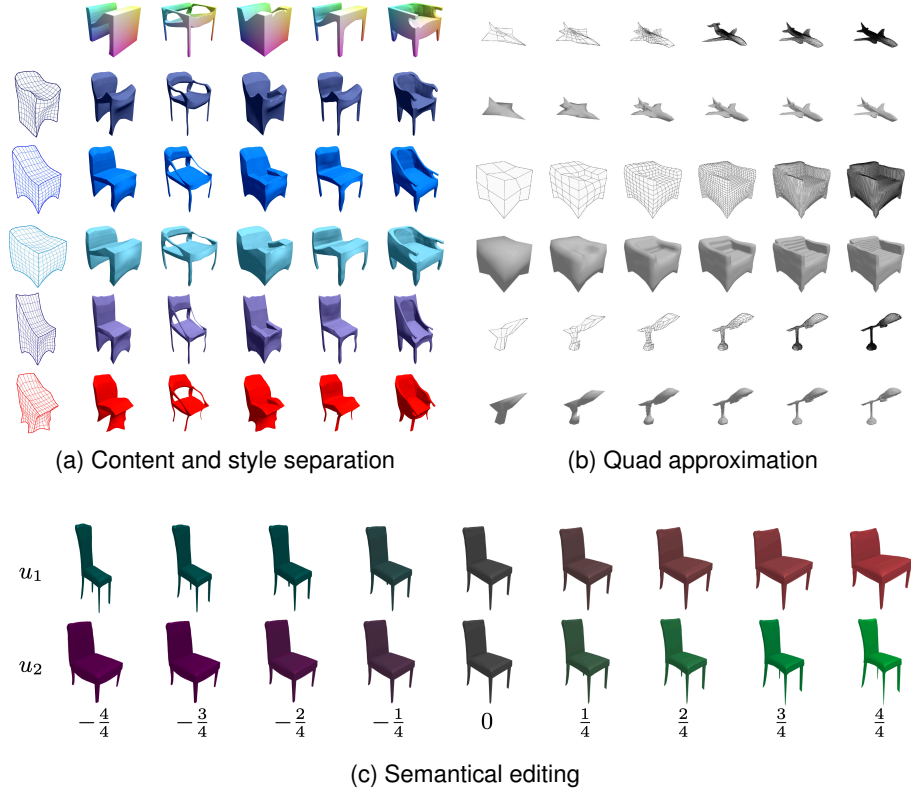 (a) Content and style separation
(b) Quad approximation
u₁
u₂
−4/4 −3/4 −2/4 −1/4 0 1/4 2/4 3/4 4/4
(c) Semantical editing